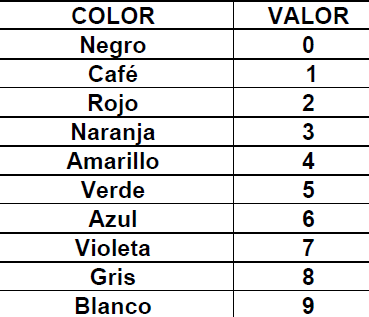 COLOR VALOR
Negro 0
Café 1
Rojo 2
Naranja 3
Amarillo 4
Verde 5
Azul 6
Violeta 7
Gris 8
Blanco 9